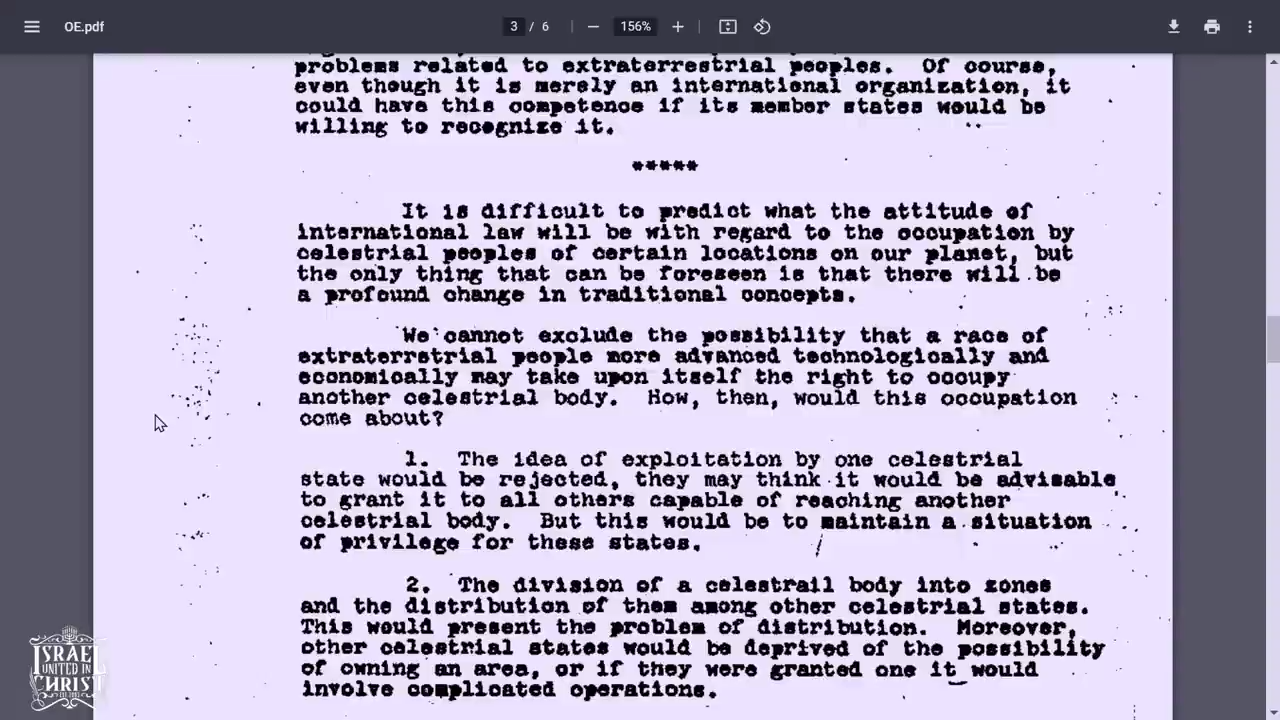 OE.pdf
3 / 6
156%
problems related to extraterrestrial peoples. Of course,
even though it is merely an international organization, it
could have this competence if its member states would be
willing to recognize it.
*****
It is difficult to predict what the attitude of
international law will be with regard to the occupation by
celestrial peoples of certain locations on our planet, but
the only thing that can be foreseen is that there will be
a profound change in traditional concepts.
We cannot exclude the possibility that a race of
extraterrstrial people more advanced technologically and
economically may take upon itself the right to occupy
another celestrial body. How, then, would this occupation
come about?
1. The idea of exploitation by one celestrial
state would be rejected, they may think it would be advisable
to grant it to all others capable of reaching another
celestrial body. But this would be to maintain a situation
of privilege for these states.
2. The division of a celestrail body into zones
and the distribution of them among other celestrial states.
This would present the problem of distribution. Moreover,
other celestrial states would be deprived of the possibility
of owning an area, or if they were granted one it would
involve complicated operations.
ISRAEL
UNITED IN
CHRIST